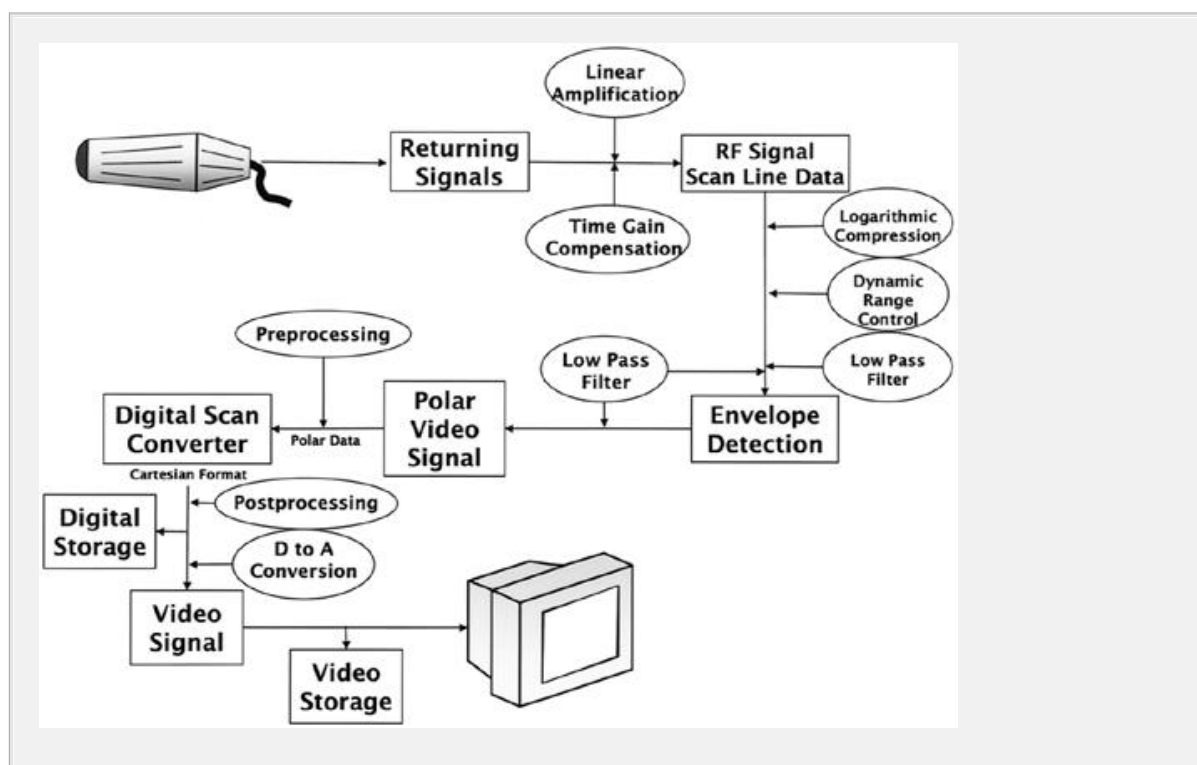 Linear
Amplification
Returning
Signals
RF Signal
Scan Line Data
Time Gain
Compensation
Logarithmic
Compression
Dynamic
Range
Control
Low Pass
Filter
Low Pass
Filter
Envelope
Detection
Polar
Video
Signal
Preprocessing
Polar Data
Digital Scan
Converter
Cartesian Format
Postprocessing
Digital
Storage
D to A
Conversion
Video
Signal
Video
Storage